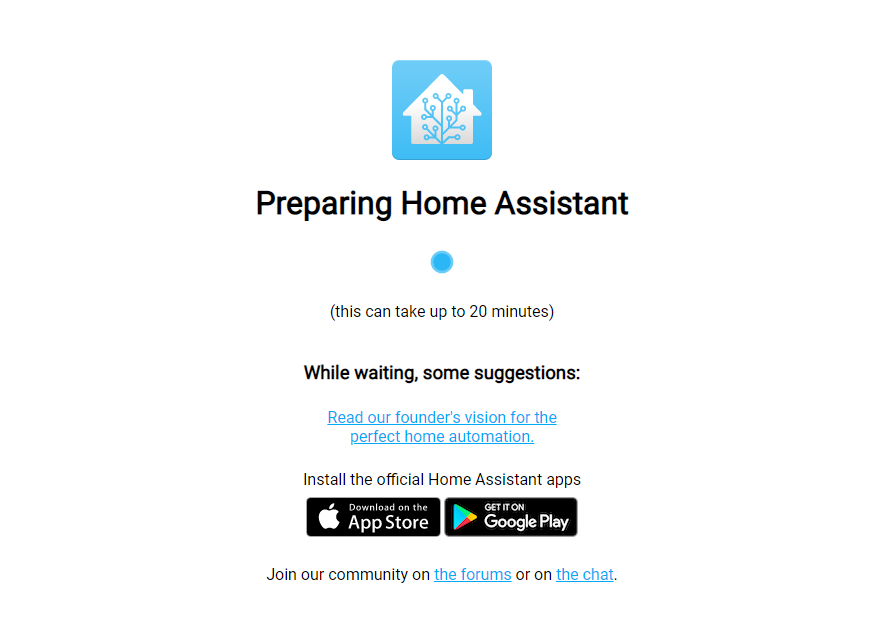 Preparing Home Assistant
(this can take up to 20 minutes)
While waiting, some suggestions:
Read our founder's vision for the
perfect home automation.
Install the official Home Assistant apps
Download on the
App Store
GET IT ON
Google Play
Join our community on the forums or on the chat.